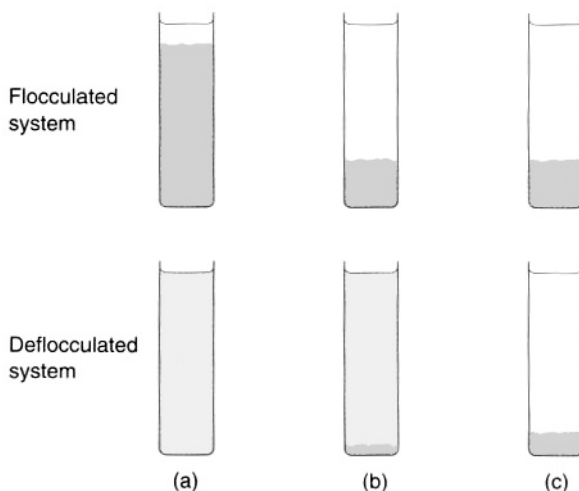 Flocculated
system
Deflocculated
system
(a) (b) (c)